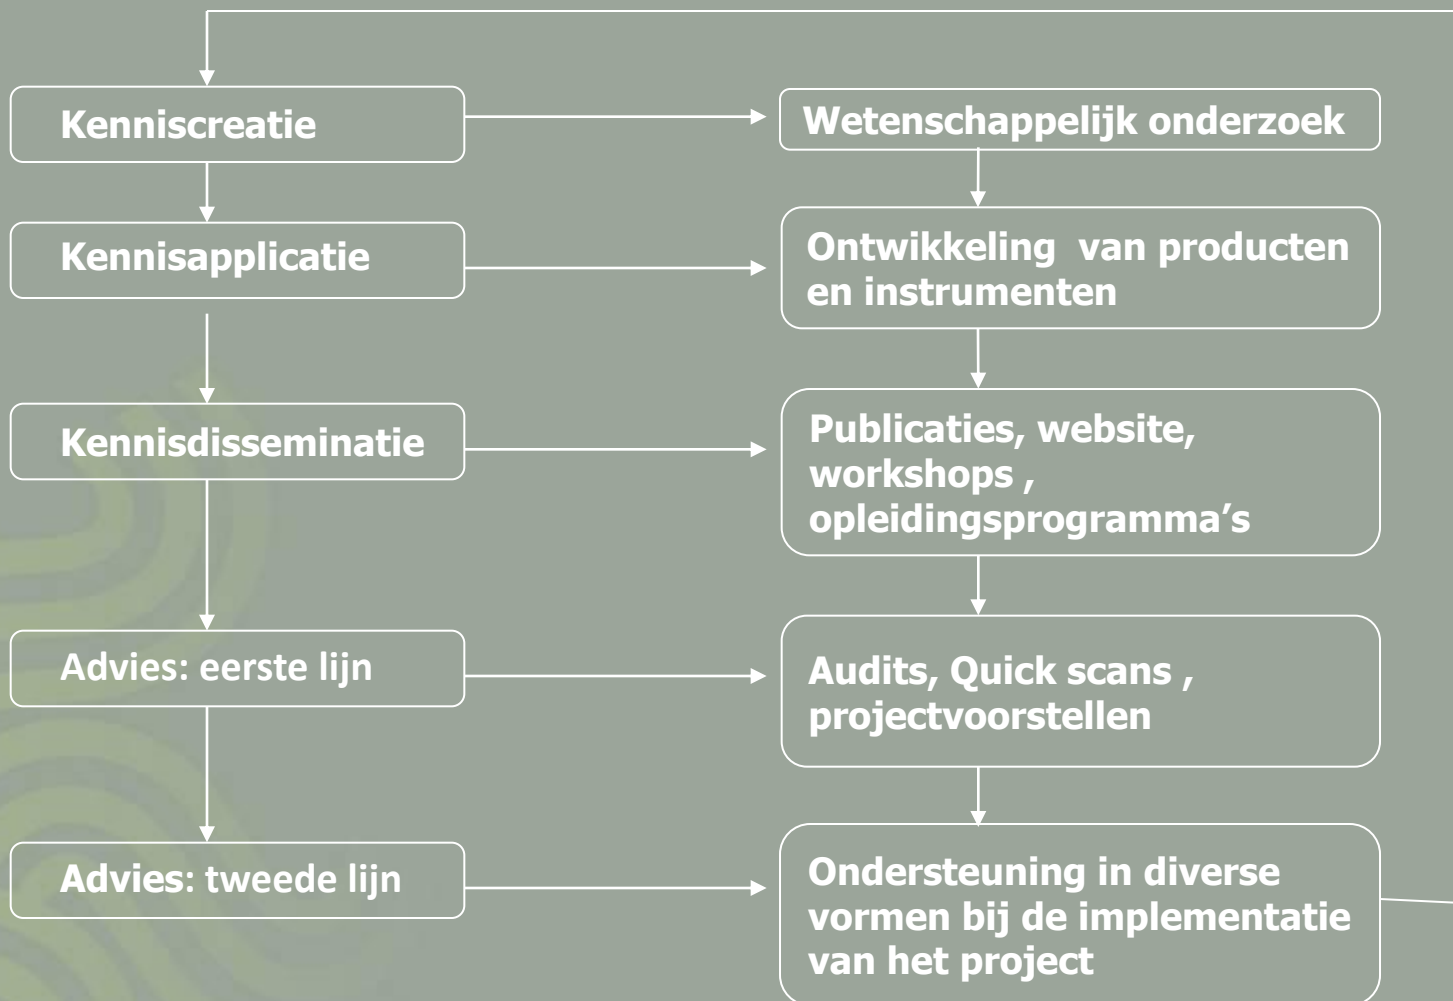 Kenniscreatie
Wetenschappelijk onderzoek
Kennisapplicatie
Ontwikkeling van producten
en instrumenten
Kennisdisseminatie
Publicaties, website,
workshops ,
opleidingsprogramma’s
Advies: eerste lijn
Audits, Quick scans ,
projectvoorstellen
Advies: tweede lijn
Ondersteuning in diverse
vormen bij de implementatie
van het project